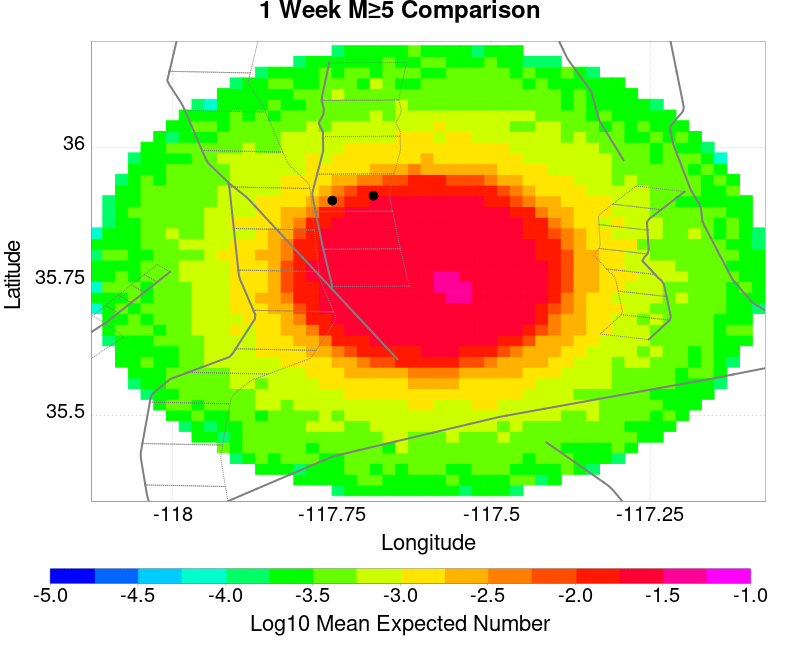 1 Week M≥5 Comparison
36
35.75
35.5
Latitude
-118 -117.75 -117.5 -117.25
Longitude
-5.0 -4.5 -4.0 -3.5 -3.0 -2.5 -2.0 -1.5 -1.0
Log10 Mean Expected Number